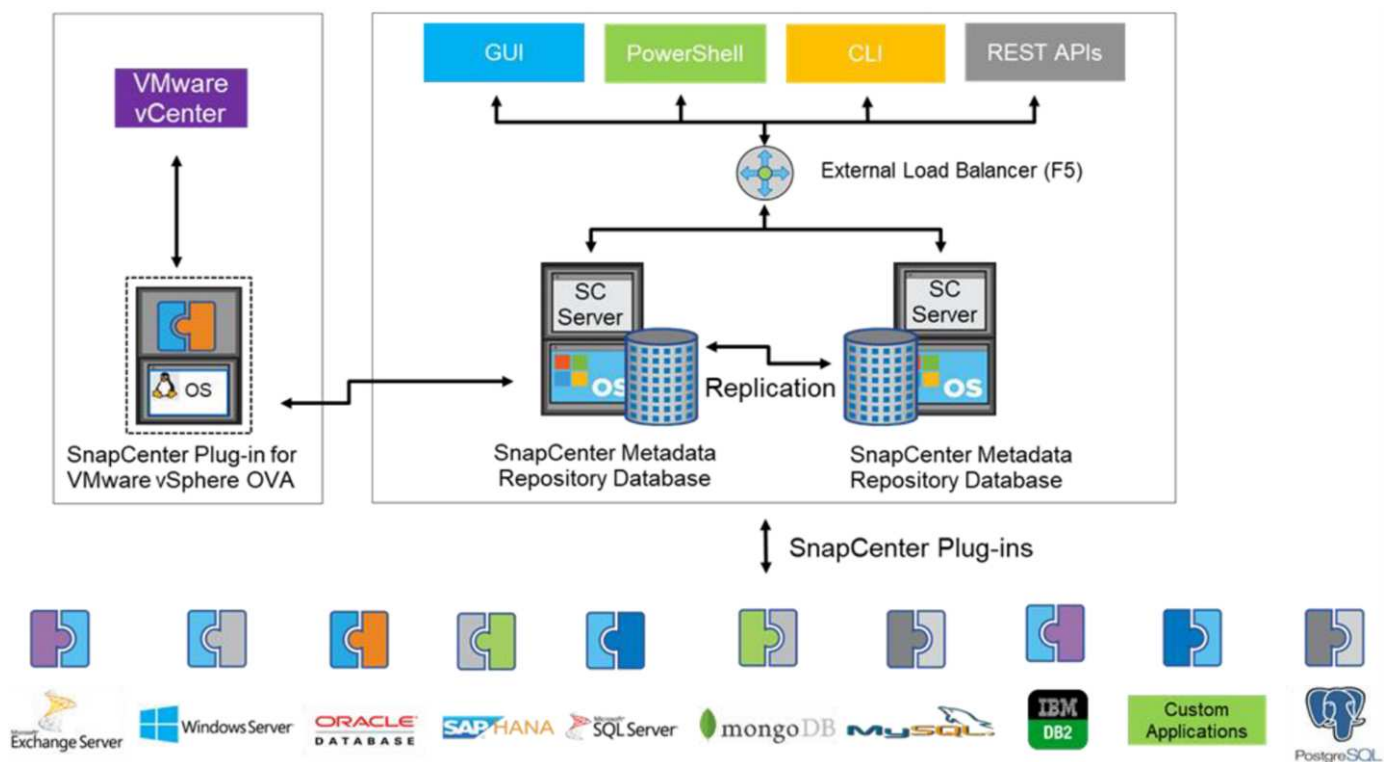 GUI
PowerShell
CLI
REST APIs
VMware
vCenter
External Load Balancer (F5)
SC
Server
SC
Server
OS
OS
OS
Replication
SnapCenter Plug-in for
VMware vSphere OVA
SnapCenter Metadata
Repository Database
SnapCenter Metadata
Repository Database
SnapCenter Plug-ins
Microsoft
Exchange Server
Windows Server
ORACLE
DATABASE
SAP HANA
Microsoft
SQL Server
mongoDB
MySQL
IBM
DB2
Custom
Applications
PostgreSQL